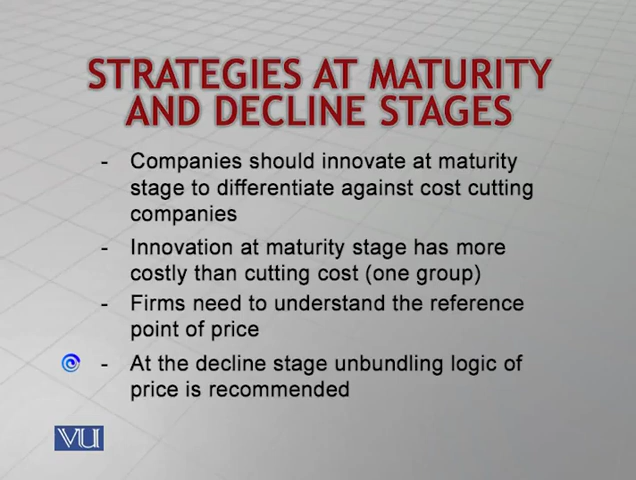 STRATEGIES AT MATURITY
AND DECLINE STAGES
- Companies should innovate at maturity
stage to differentiate against cost cutting
companies
- Innovation at maturity stage has more
costly than cutting cost (one group)
- Firms need to understand the reference
point of price
- At the decline stage unbundling logic of
price is recommended
VU